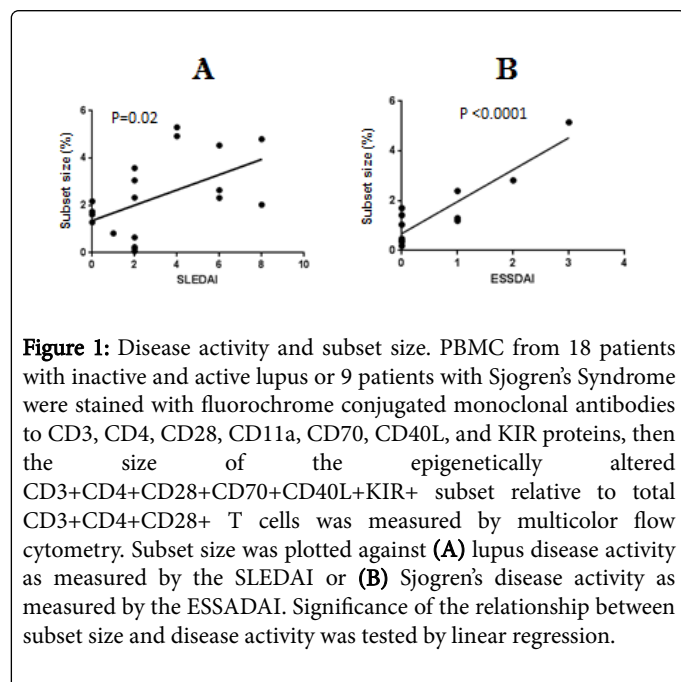 A
B
P=0.02
P <0.0001
Subset size (%)
6
4
2
0
0
2
4
6
8
10
SLEDAI
Subset size (%)
6
4
2
0
0
1
2
3
4
ESSDAI
Figure 1: Disease activity and subset size. PBMC from 18 patients
with inactive and active lupus or 9 patients with Sjogren's Syndrome
were stained with fluorochrome conjugated monoclonal antibodies
to CD3, CD4, CD28, CD11a, CD70, CD40L, and KIR proteins, then
the size of the epigenetically altered
CD3+CD4+CD28+CD70+CD40L+KIR+ subset relative to total
CD3+CD4+CD28+ T cells was measured by multicolor flow
cytometry. Subset size was plotted against (A) lupus disease activity
as measured by the SLEDAI or (B) Sjogren's disease activity as
measured by the ESSADAI. Significance of the relationship between
subset size and disease activity was tested by linear regression.